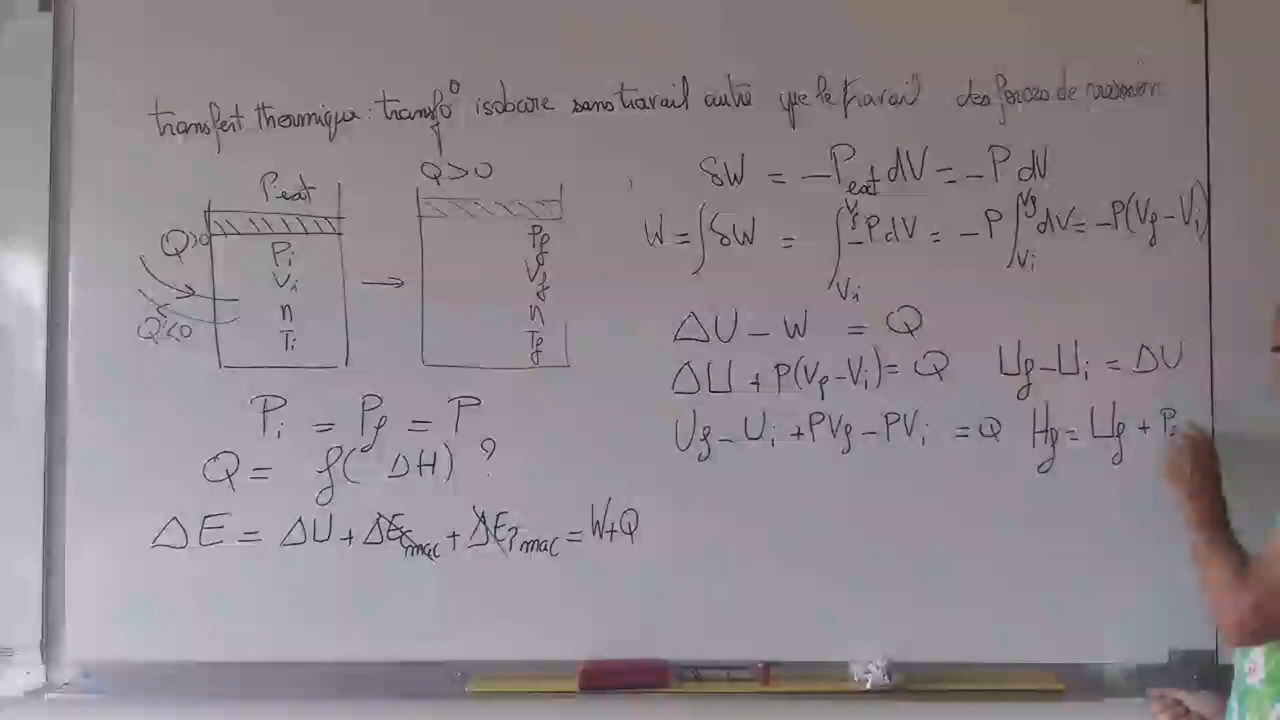 transfert thermique : transfo° isobare sans travail autre que le travail des forces de pression
Q>0
Pext
Q>0
Q<0
Pi
Vi
n
Ti
→
Pf
Vf
n
Tf
Pi = Pf = P
Q = f(ΔH) ?
ΔE = ΔU + ΔEc mac + ΔEp mac = W+Q
δW = -Pext dV = -P dV
W = ∫δW = ∫_{Vi}^{Vf} -PdV = -P ∫_{Vi}^{Vf} dV = -P(Vf - Vi)
ΔU - W = Q
ΔU + P(Vf - Vi) = Q Uf - Ui = ΔU
Uf - Ui + PVf - PVi = Q Hf = Uf + P